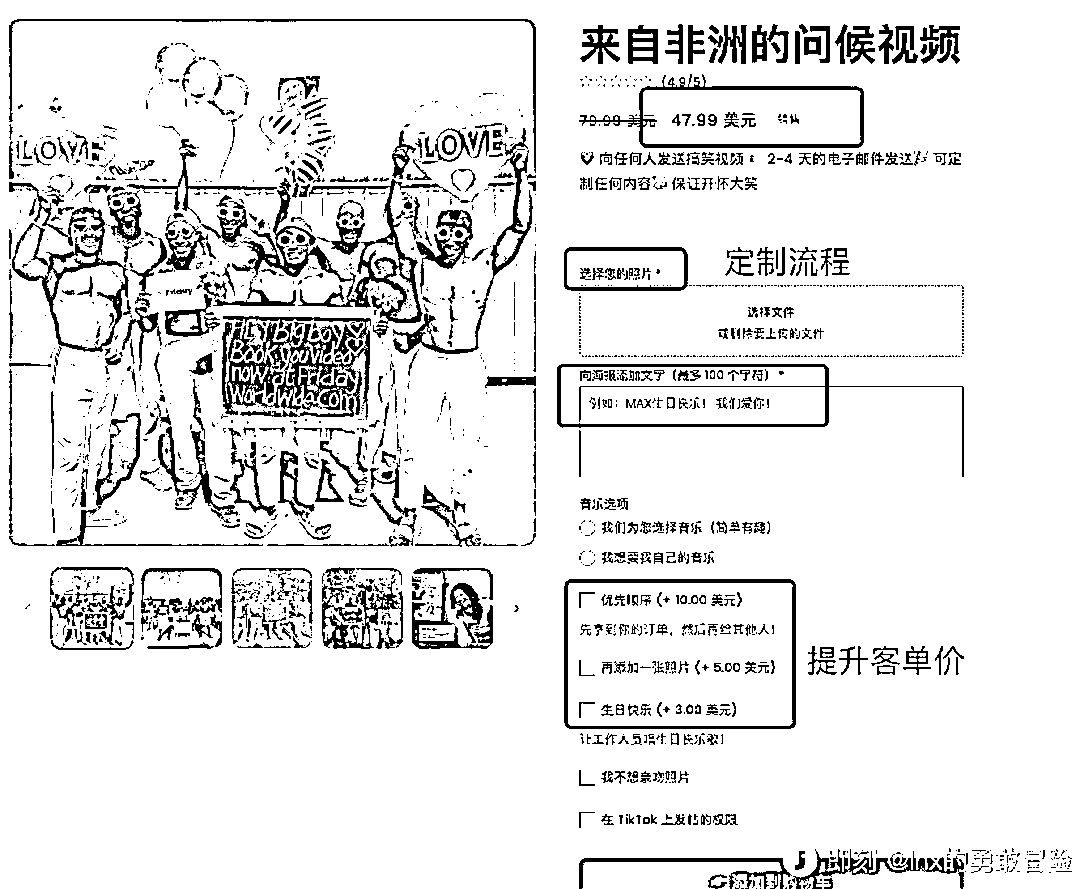 来自非洲的问候视频
(4.9/5)
79.99 美元 47.99 美元 销售
向任何人发送搞笑视频 2-4 天的电子邮件发送 可定
制任何内容 保证开怀大笑
选择您的照片 *
定制流程
选择文件
或删除要上传的文件
向海报添加文字（最多 100 个字符） *
例如：MAX生日快乐！ 我们爱你！
音乐选项
我们为您选择音乐（简单有趣）
我想要我自己的音乐
优先顺序 (+ 10.00 美元)
先拿到你的订单，然后再给其他人！
再添加一张照片 (+ 5.00 美元)
提升客单价
生日快乐 (+ 3.00 美元)
让工作人员唱生日快乐歌！
我不想亲吻照片
在 TikTok 上发帖的权限
添加到购物车
LOVE
LOVE
Friday
Hey Big Boy
Book you video
now at Friday
Worldwide.com
即刻 @lnx的勇敢冒险